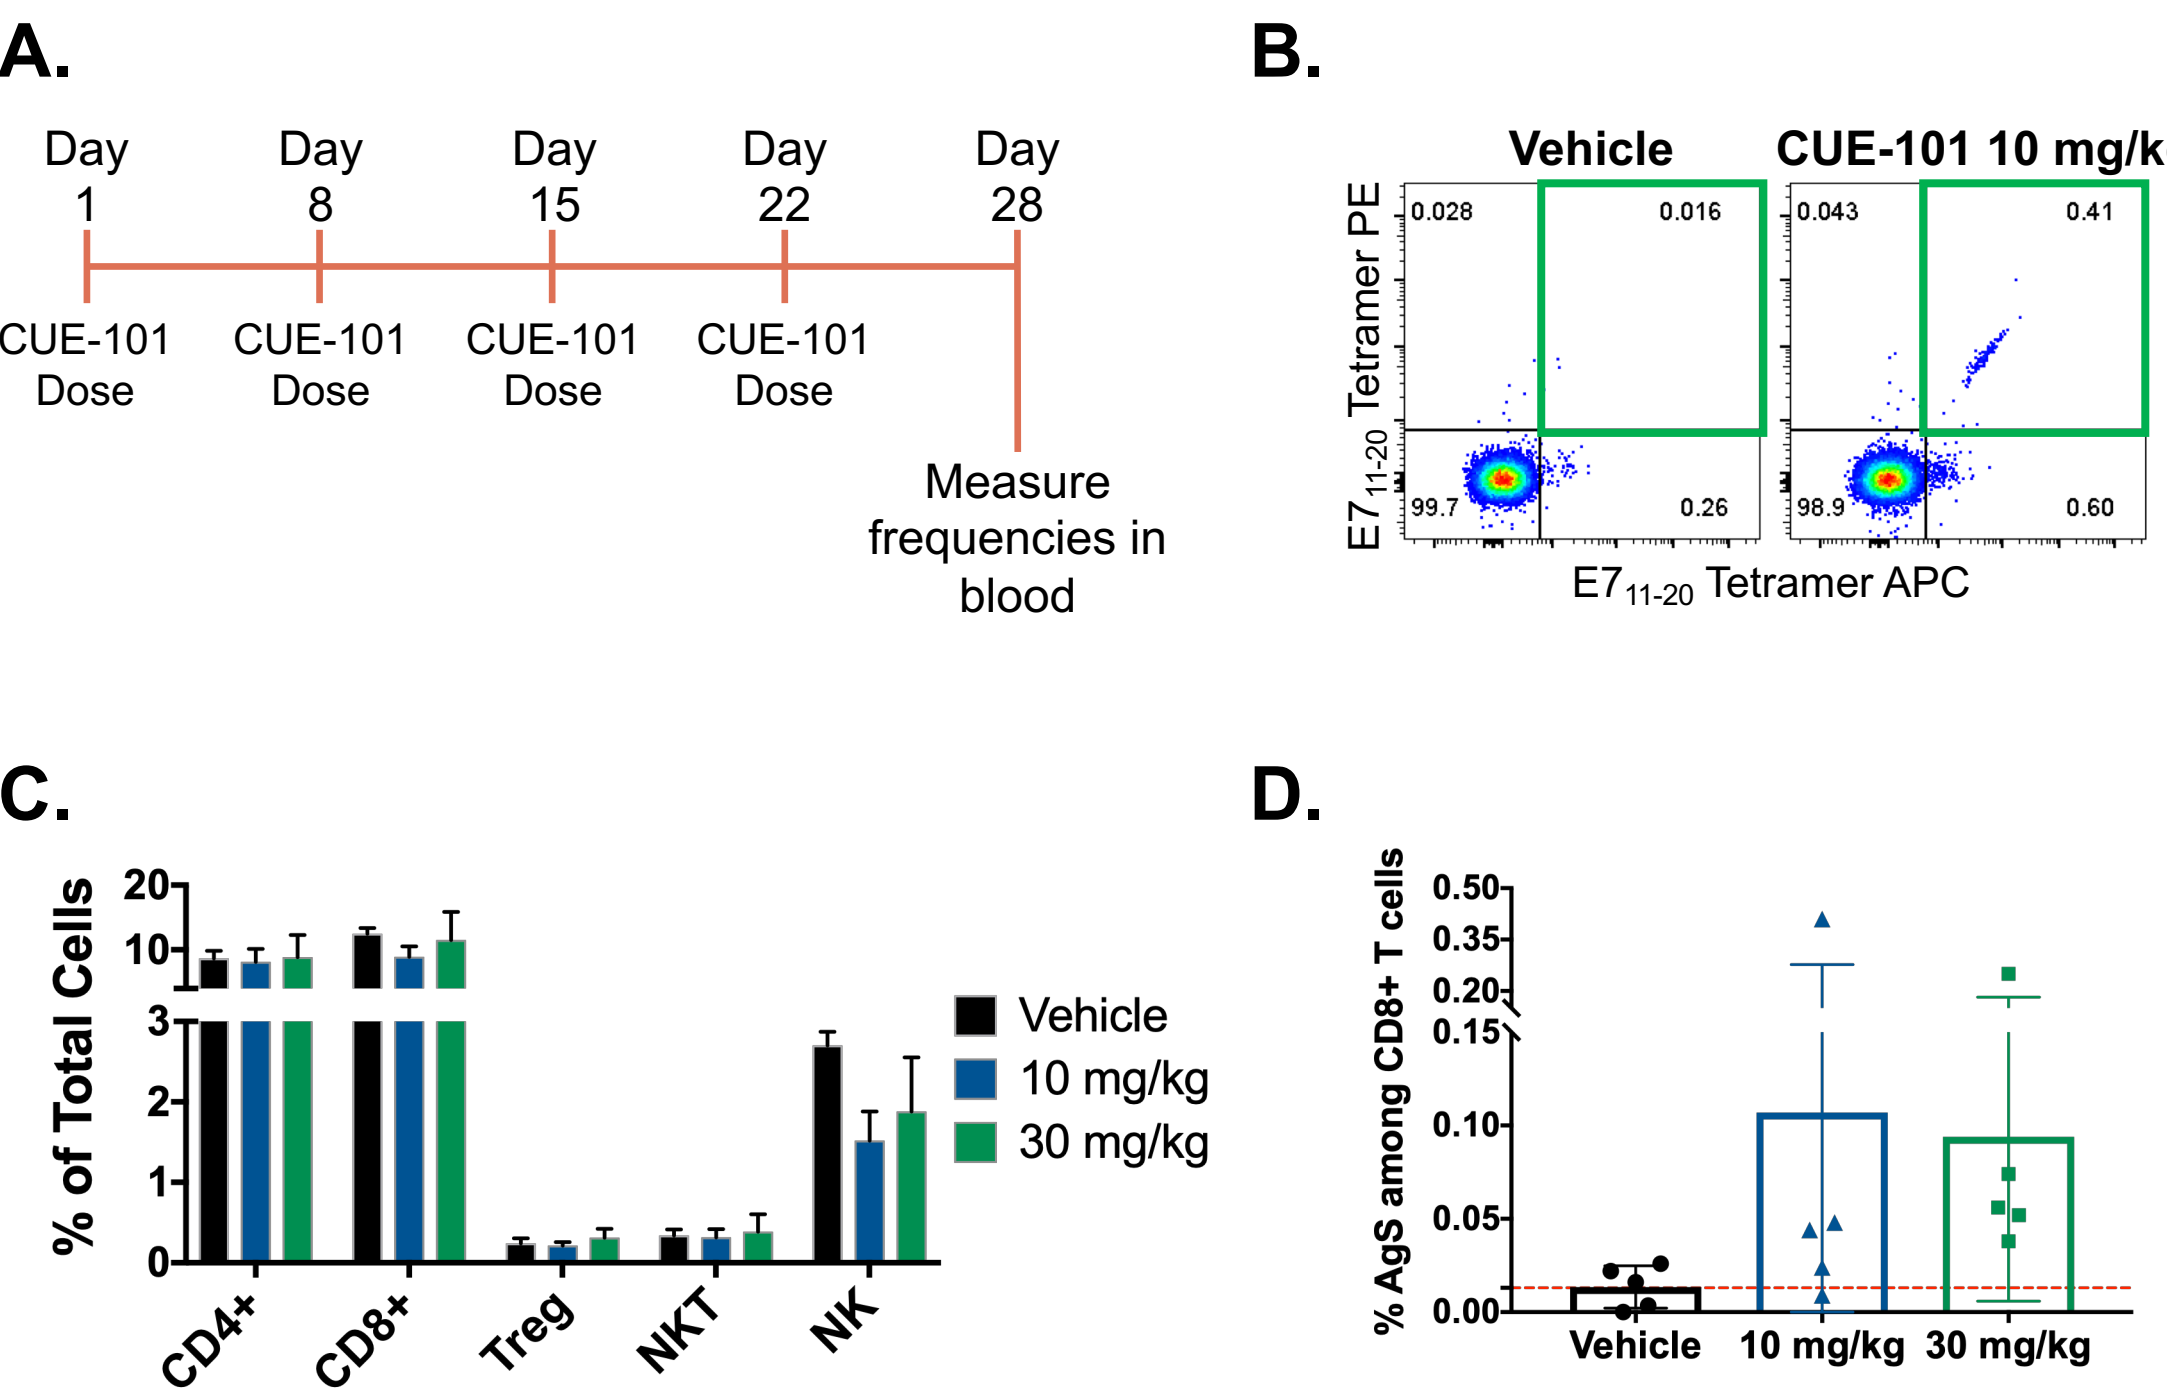 A.
Day Day Day Day Day
1 8 15 22 28
CUE-101 CUE-101 CUE-101 CUE-101
Dose Dose Dose Dose
Measure
frequencies in
blood
B.
Vehicle CUE-101 10 mg/k
E7 11-20 Tetramer PE
0.028 0.016
99.7 0.26
0.043 0.41
98.9 0.60
E7 11-20 Tetramer APC
C.
% of Total Cells
20
10
3
2
1
0
CD4+ CD8+ Treg NKT NK
Vehicle
10 mg/kg
30 mg/kg
D.
% AgS among CD8+ T cells
0.50
0.35
0.20
0.15
0.10
0.05
0.00
Vehicle 10 mg/kg 30 mg/kg